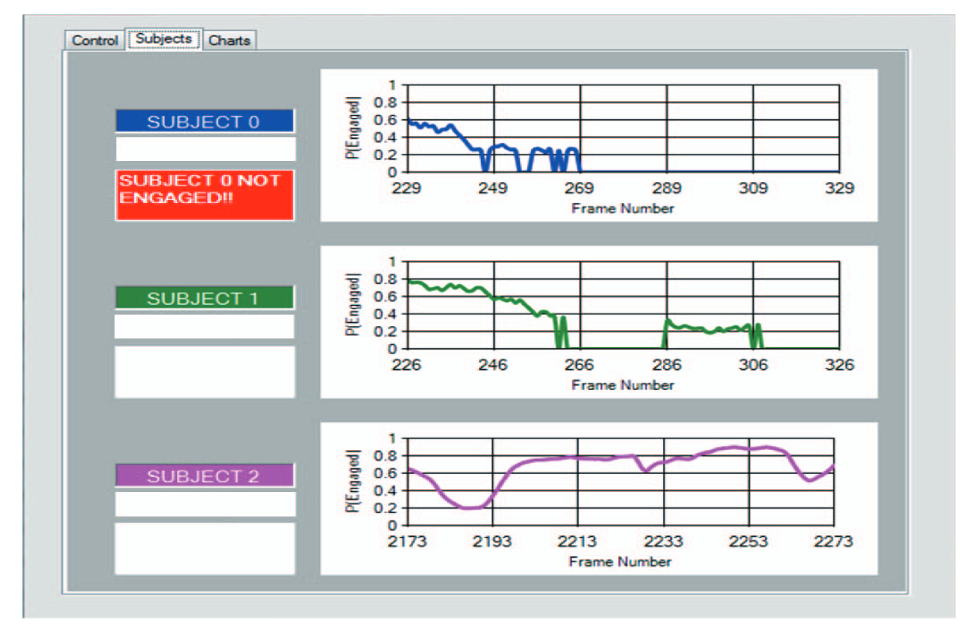 Control Subjects Charts
SUBJECT 0
SUBJECT 0 NOT
ENGAGED!!
P[Engaged]
1
0.8
0.6
0.4
0.2
0
229 249 269 289 309 329
Frame Number
SUBJECT 1
P[Engaged]
1
0.8
0.6
0.4
0.2
0
226 246 266 286 306 326
Frame Number
SUBJECT 2
P[Engaged]
1
0.8
0.6
0.4
0.2
0
2173 2193 2213 2233 2253 2273
Frame Number